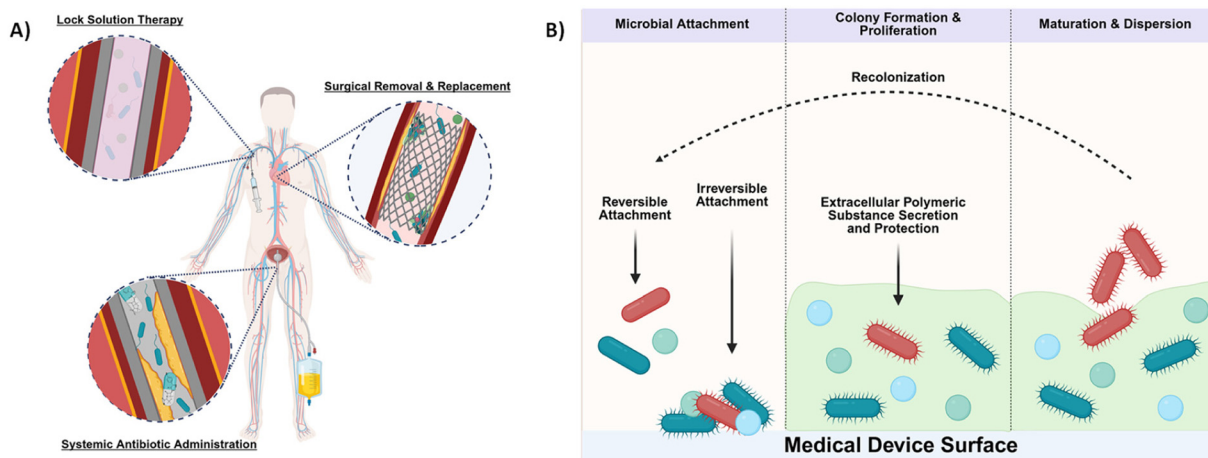 A)
Lock Solution Therapy
Surgical Removal & Replacement
Systemic Antibiotic Administration
B)
Microbial Attachment
Colony Formation &
Proliferation
Maturation & Dispersion
Recolonization
Reversible
Attachment
Irreversible
Attachment
Extracellular Polymeric
Substance Secretion
and Protection
Medical Device Surface